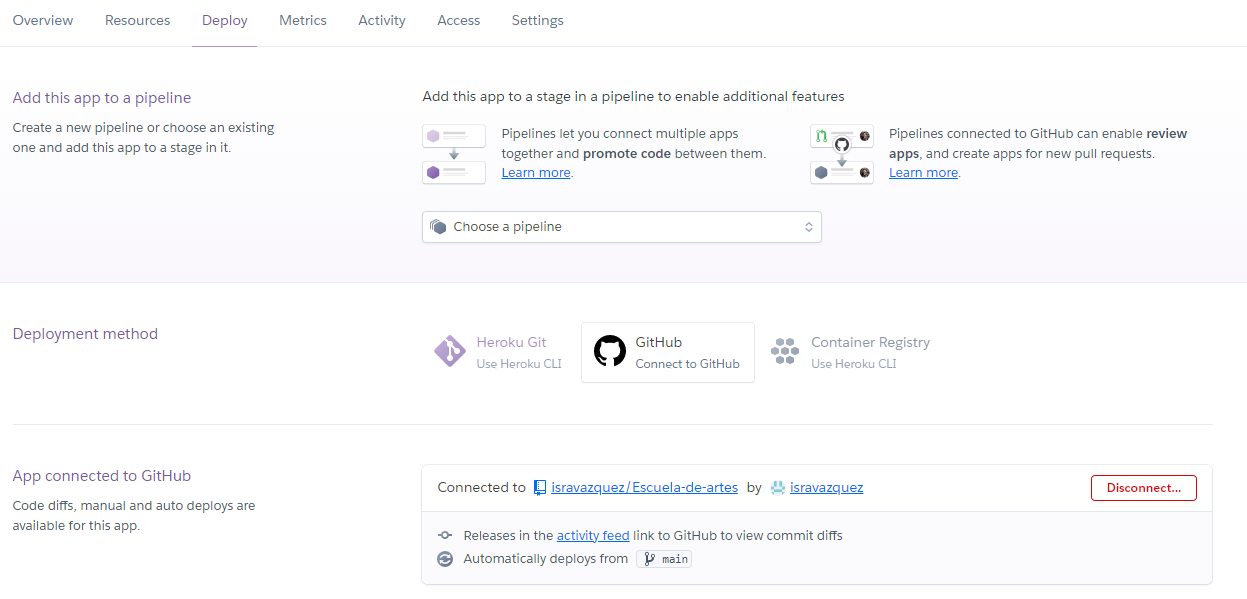 Overview Resources Deploy Metrics Activity Access Settings
Add this app to a pipeline
Create a new pipeline or choose an existing
one and add this app to a stage in it.
Add this app to a stage in a pipeline to enable additional features
Pipelines let you connect multiple apps
together and promote code between them.
Learn more.
Pipelines connected to GitHub can enable review
apps, and create apps for new pull requests.
Learn more.
Choose a pipeline
Deployment method
Heroku Git
Use Heroku CLI
GitHub
Connect to GitHub
Container Registry
Use Heroku CLI
App connected to GitHub
Code diffs, manual and auto deploys are
available for this app.
Connected to isravazquez/Escuela-de-artes by isravazquez
Disconnect...
Releases in the activity feed link to GitHub to view commit diffs
Automatically deploys from main